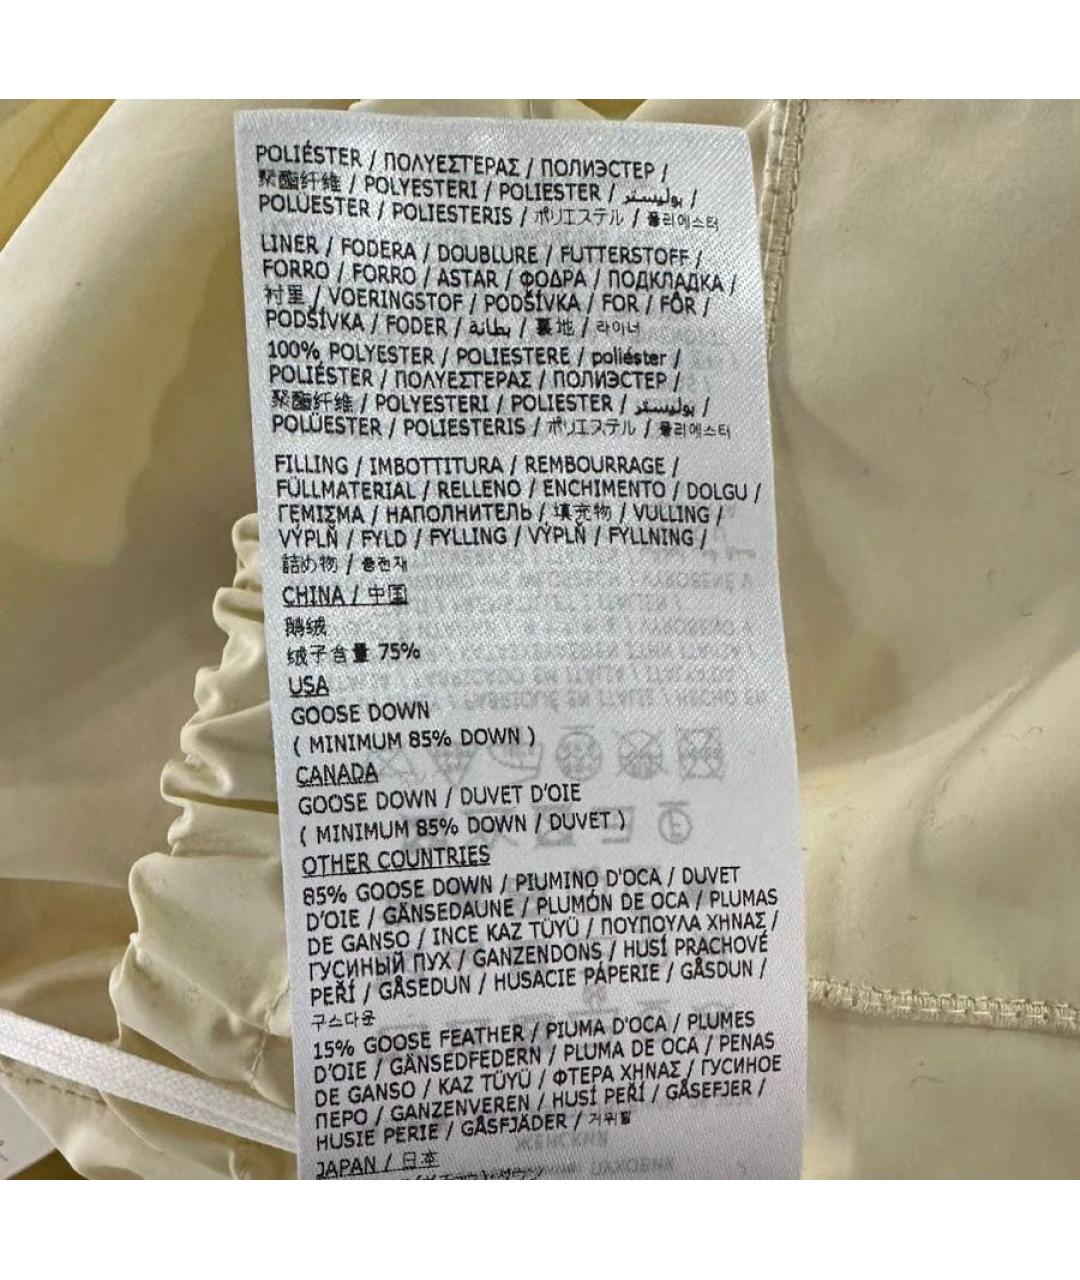 POLIÉSTER / ΠΟΛΥΕΣΤΕΡΑΣ / ПОЛИЭСТЕР /
聚酯纤维 / POLYESTERI / POLIESTER / بوليستر /
POLÜESTER / POLIESTERIS / ポリエステル / 폴리에스터
LINER / FODERA / DOUBLURE / FUTTERSTOFF /
FORRO / FORRO / ASTAR / ΦΟΔΡΑ / ПОДКЛАДКА /
衬里 / VOERINGSTOF / PODŠÍVKA / FOR / FÔR /
PODŠÍVKA / FODER / بطانة / 裏地 / 라이너
100% POLYESTER / POLIESTERE / poliéster /
POLIÉSTER / ΠΟΛΥΕΣΤΕΡΑΣ / ПОЛИЭСТЕР /
聚酯纤维 / POLYESTERI / POLIESTER / بوليستر /
POLÜESTER / POLIESTERIS / ポリエステル / 폴리에스터
FILLING / IMBOTTITURA / REMBOURRAGE /
FÜLLMATERIAL / RELLENO / ENCHIMENTO / DOLGU /
ΓΕΜΙΣΜΑ / НАПОЛНИТЕЛЬ / 填充物 / VULLING /
VÝPLŇ / FYLD / FYLLING / VÝPLŇ / FYLLNING /
詰め物 / 충전재
CHINA / 中国
鹅绒
绒子含量 75%
USA
GOOSE DOWN
( MINIMUM 85% DOWN )
CANADA
GOOSE DOWN / DUVET D'OIE
( MINIMUM 85% DOWN / DUVET )
OTHER COUNTRIES
85% GOOSE DOWN / PIUMINO D'OCA / DUVET
D'OIE / GÄNSEDAUNE / PLUMÓN DE OCA / PLUMAS
DE GANSO / INCE KAZ TÜYÜ / ΠΟΥΠΟΥΛΑ ΧΗΝΑΣ /
ГУСИНЫЙ ПУХ / GANZENDONS / HUSÍ PRACHOVÉ
PEŘÍ / GÅSEDUN / HUSACIE PÁPERIE / GÅSDUN /
구스다운
15% GOOSE FEATHER / PIUMA D'OCA / PLUMES
D'OIE / GÄNSEDFEDERN / PLUMA DE OCA / PENAS
DE GANSO / KAZ TÜYÜ / ΦΤΕΡΑ ΧΗΝΑΣ / ГУСИНОЕ
ПЕРО / GANZENVEREN / HUSÍ PEŘÍ / GÅSEFJER /
HUSIE PERIE / GÅSFJÄDER / 거위털
JAPAN / 日本